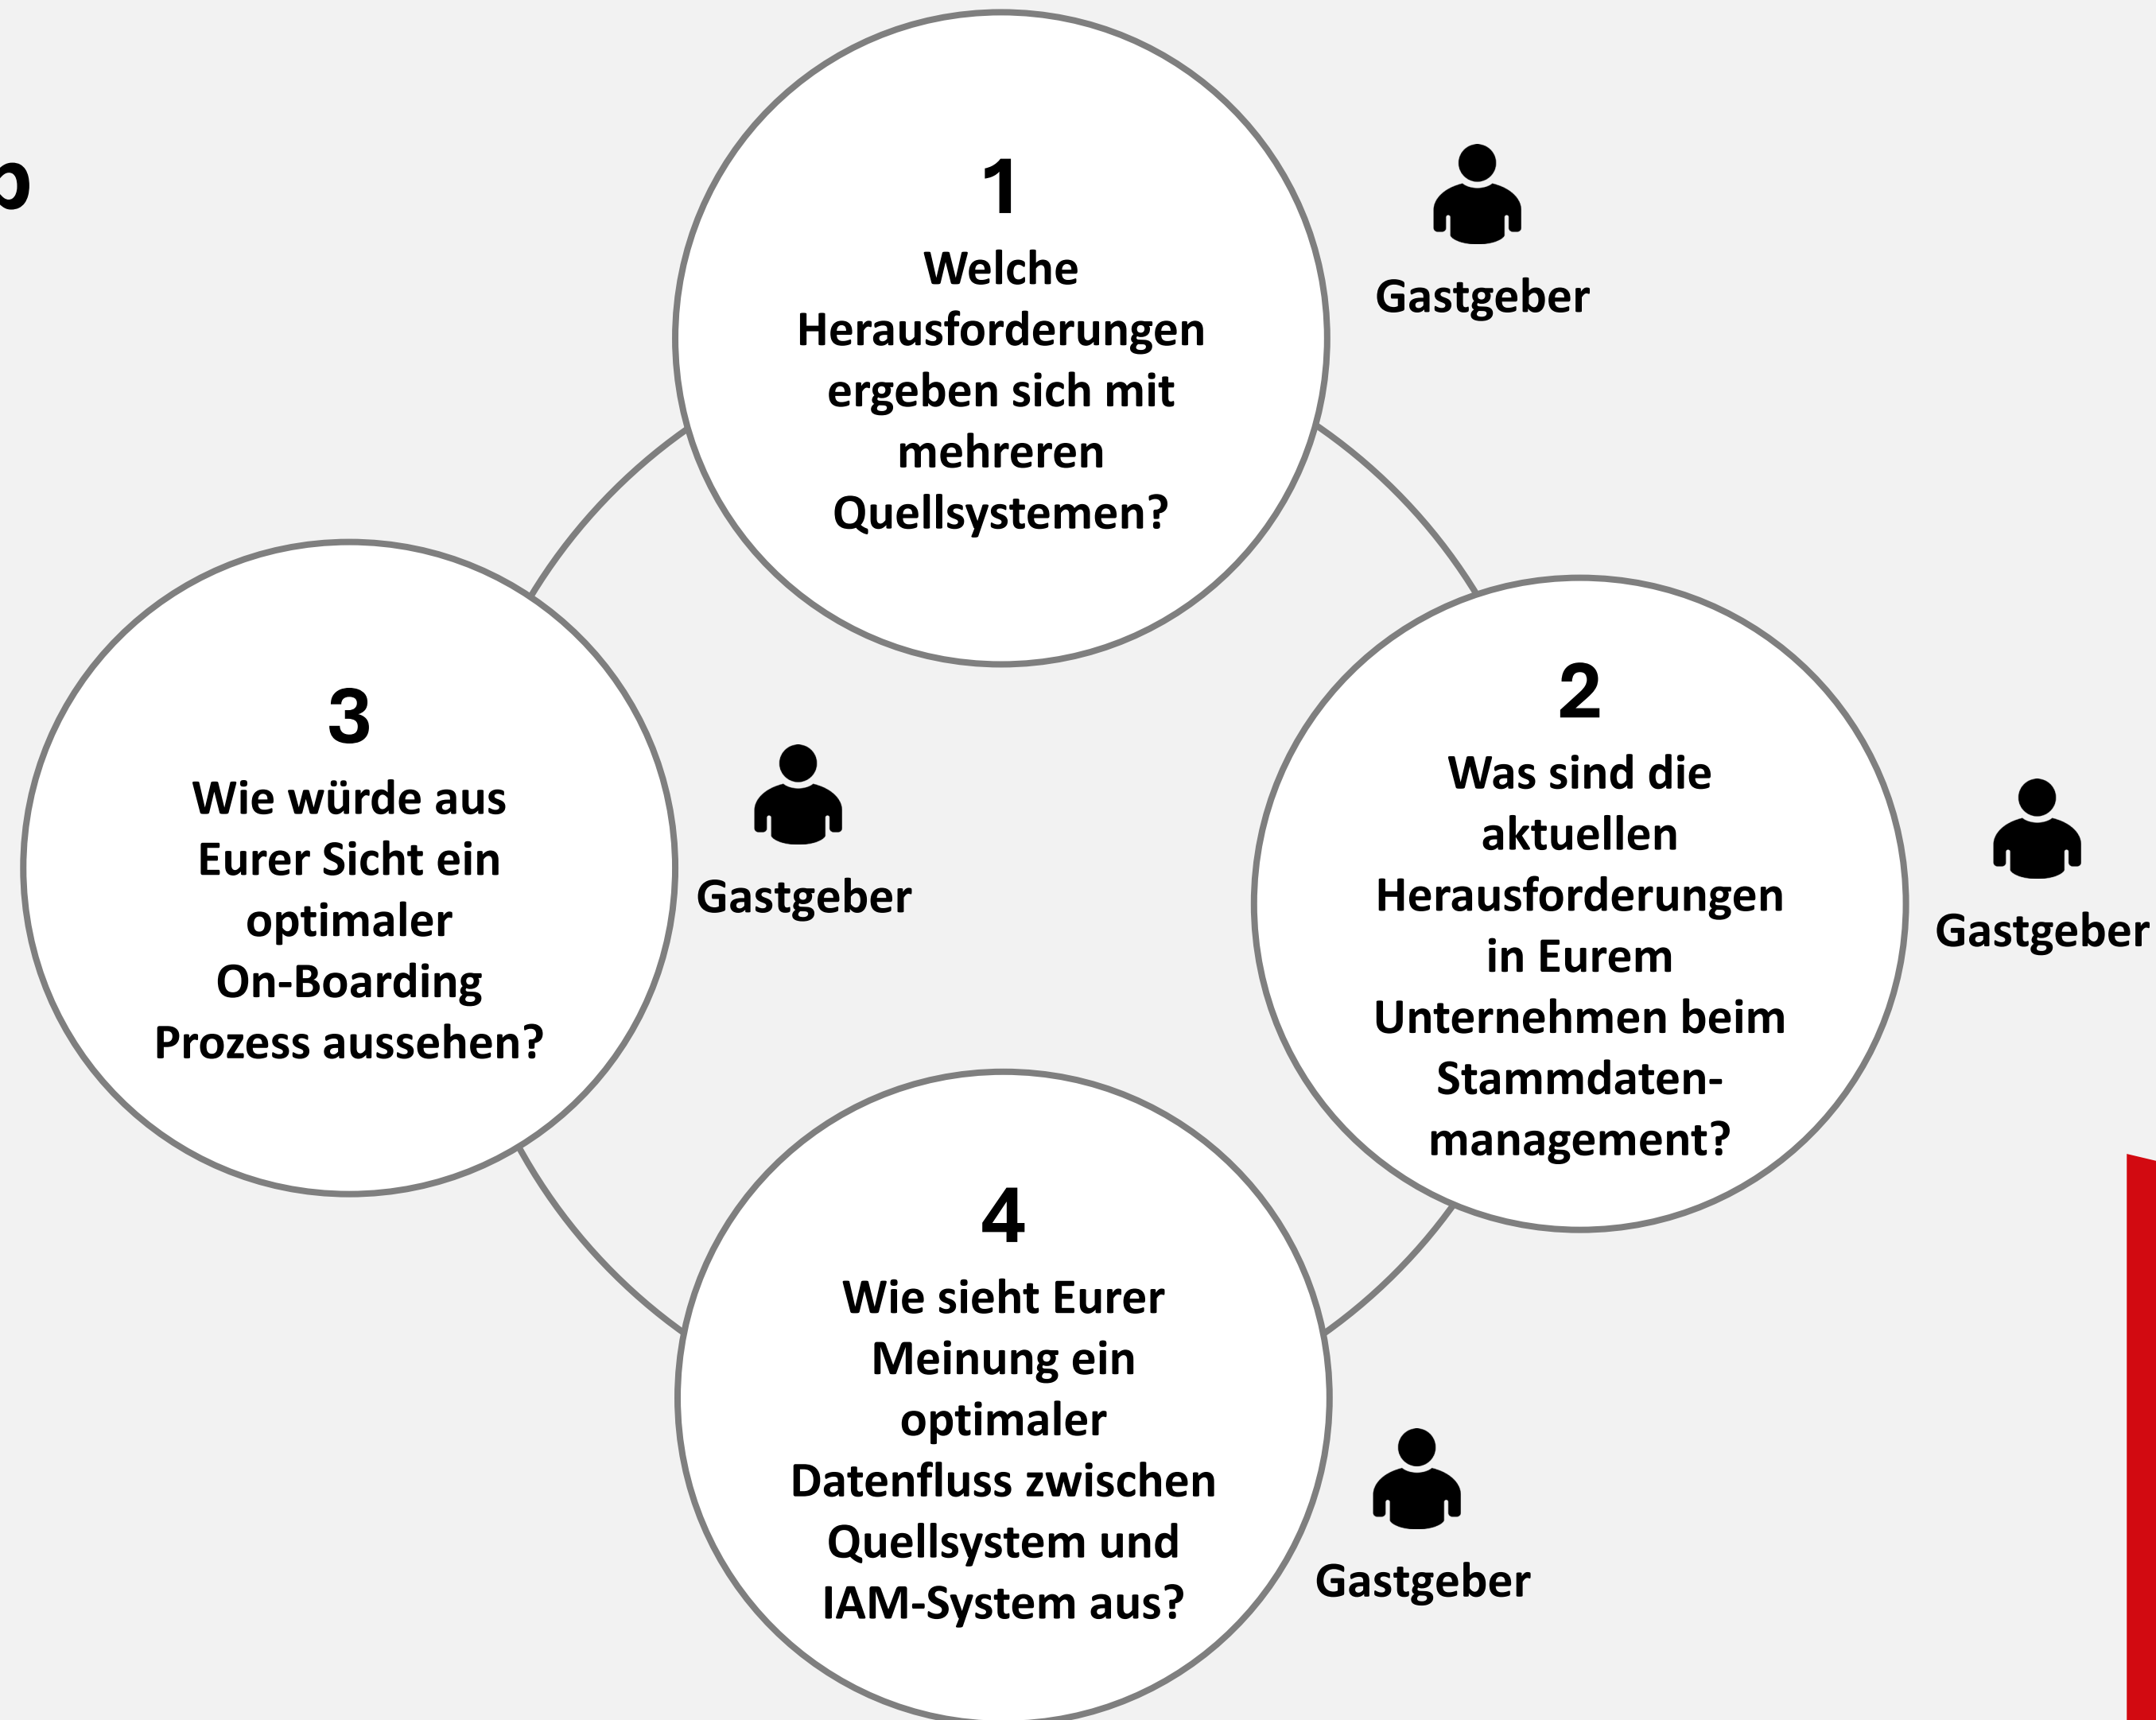 p
1
Welche
Herausforderungen
ergeben sich mit
mehreren
Quellsystemen?
Gastgeber
2
Was sind die
aktuellen
Herausforderungen
in Eurem
Unternehmen beim
Stammdaten-
management?
Gastgeber
3
Wie würde aus
Eurer Sicht ein
optimaler
On-Boarding
Prozess aussehen?
Gastgeber
4
Wie sieht Eurer
Meinung ein
optimaler
Datenfluss zwischen
Quellsystem und
IAM-System aus?
Gastgeber